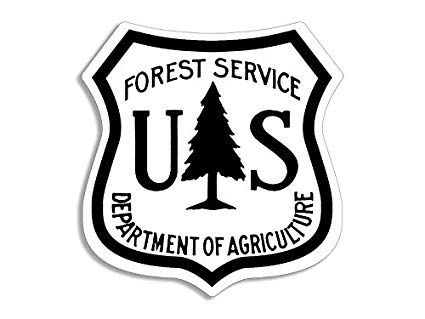 FOREST SERVICE
U S
DEPARTMENT OF AGRICULTURE